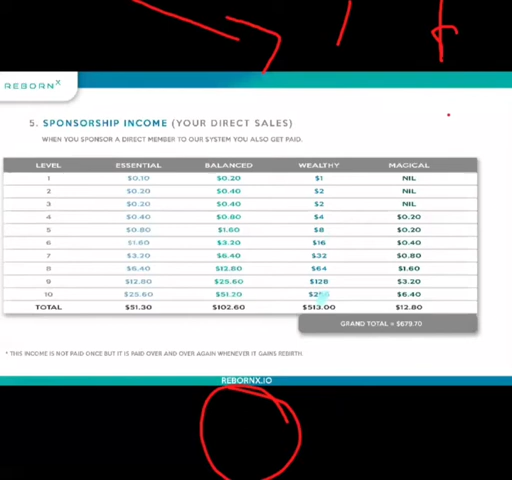 REBORNX
5. SPONSORSHIP INCOME (YOUR DIRECT SALES)
WHEN YOU SPONSOR A DIRECT MEMBER TO OUR SYSTEM YOU ALSO GET PAID.
LEVEL ESSENTIAL BALANCED WEALTHY MAGICAL
1 $0.10 $0.20 $1 NIL
2 $0.20 $0.40 $2 NIL
3 $0.20 $0.40 $2 NIL
4 $0.40 $0.80 $4 $0.20
5 $0.80 $1.60 $8 $0.20
6 $1.60 $3.20 $16 $0.40
7 $3.20 $6.40 $32 $0.80
8 $6.40 $12.80 $64 $1.60
9 $12.80 $25.60 $128 $3.20
10 $25.60 $51.20 $6.40
TOTAL $51.30 $102.60 $513.00 $12.80
GRAND TOTAL = $679.70
* THIS INCOME IS NOT PAID ONCE BUT IT IS PAID OVER AND OVER AGAIN WHENEVER IT GAINS REBIRTH
REBORNX.IO